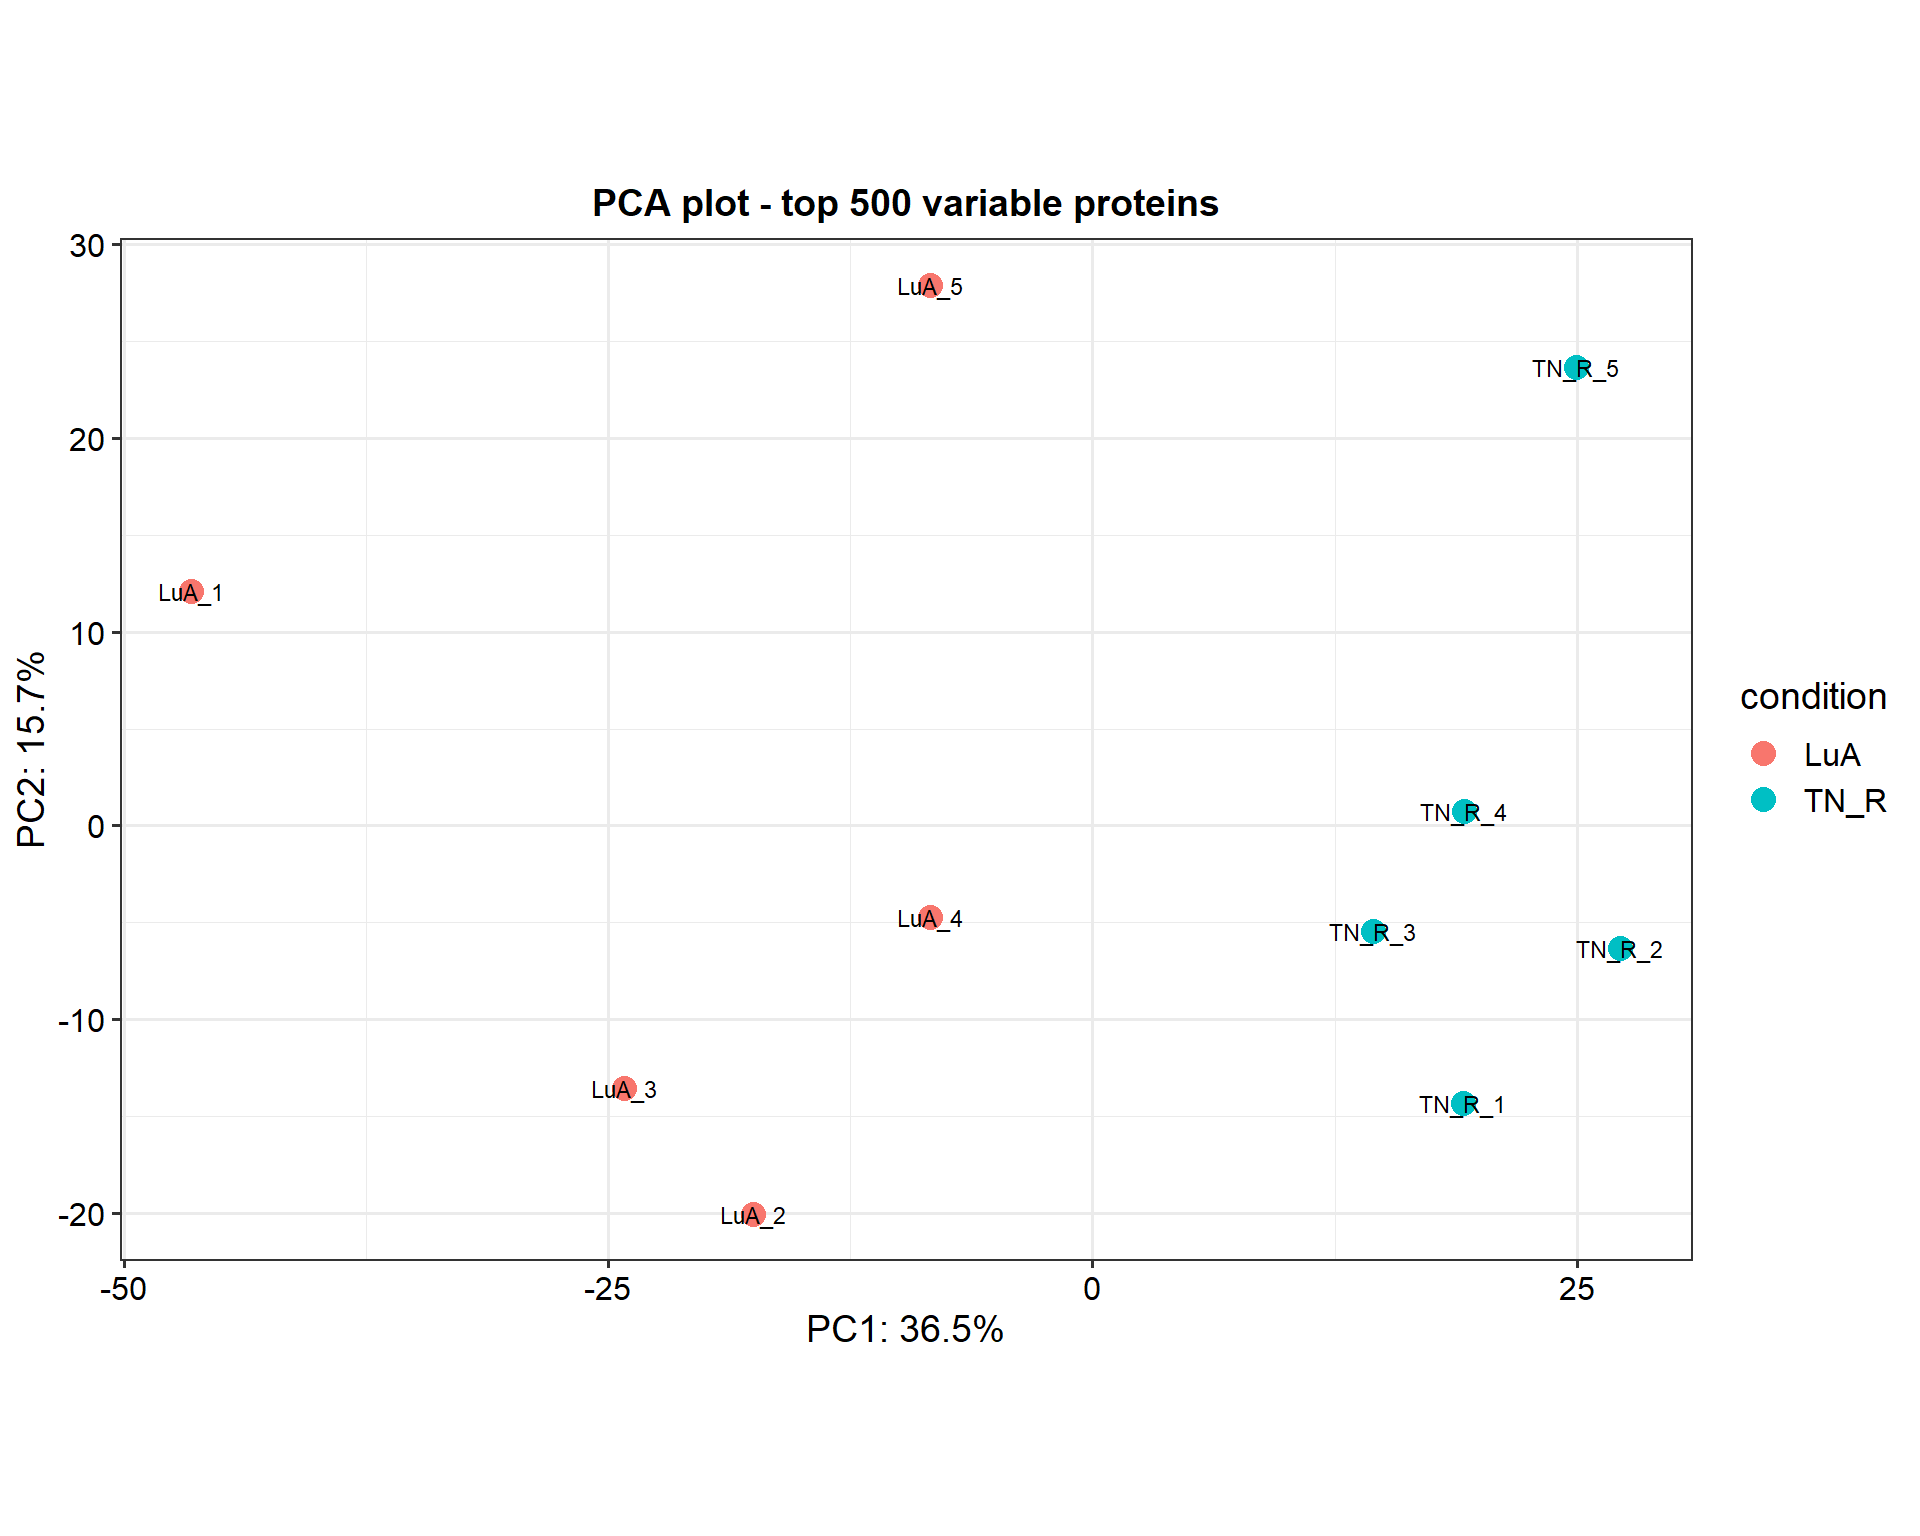 PCA plot - top 500 variable proteins
30
20
10
0
-10
-20
PC2: 15.7%
LuA_5
TN_R_5
LuA_1
TN_R_4
LuA_4
TN_R_3
TN_R_2
LuA_3
TN_R_1
LuA_2
-50
-25
0
25
PC1: 36.5%
condition
LuA
TN_R